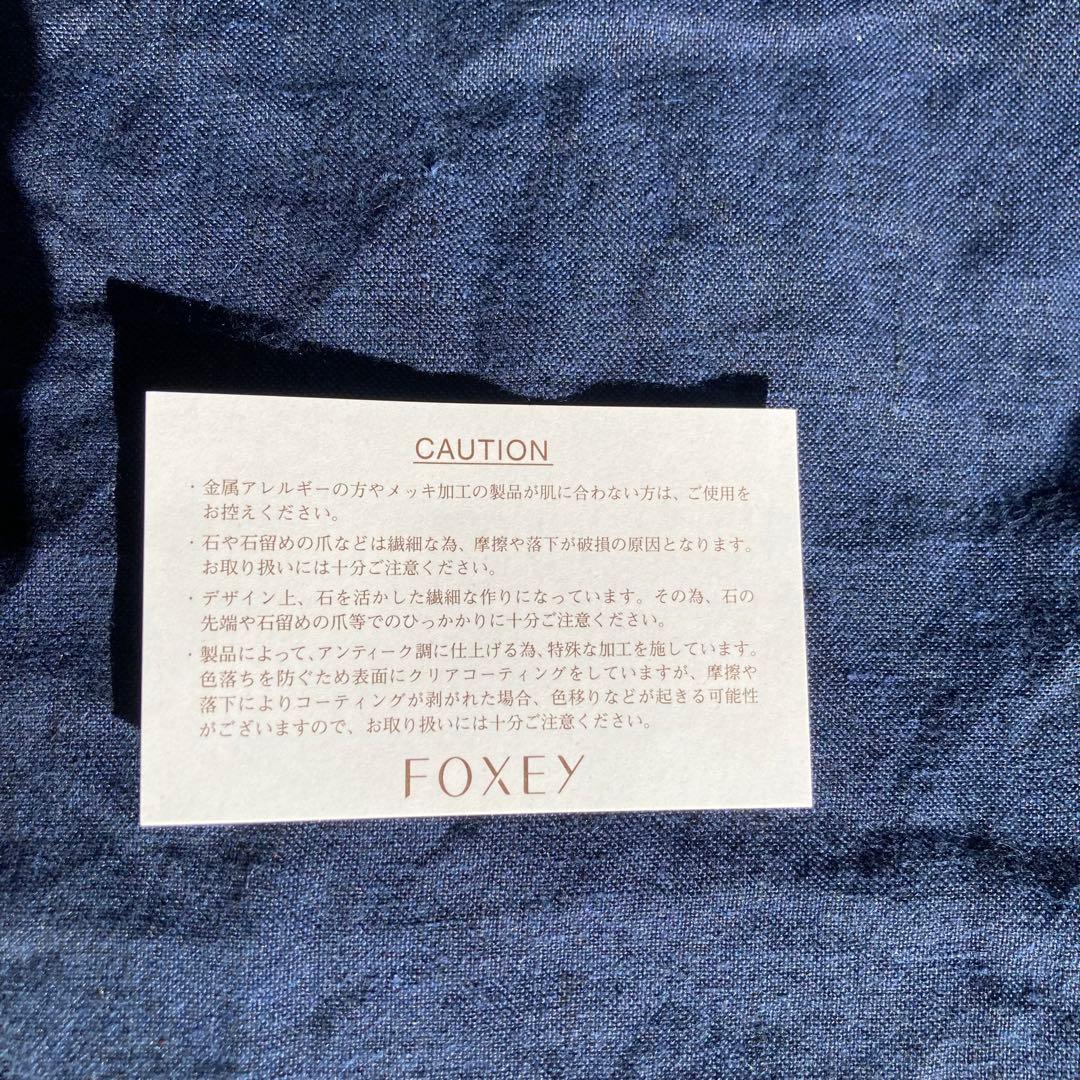 CAUTION
・金属アレルギーの方やメッキ加工の製品が肌に合わない方は、ご使用を
お控えください。
・石や石留めの爪などは繊細な為、摩擦や落下が破損の原因となります。
お取り扱いには十分ご注意ください。
・デザイン上、石を活かした繊細な作りになっています。その為、石の
先端や石留めの爪等でのひっかかりに十分ご注意ください。
・製品によって、アンティーク調に仕上げる為、特殊な加工を施しています。
色落ちを防ぐため表面にクリアコーティングをしていますが、摩擦や
落下によりコーティングが剥がれた場合、色移りなどが起きる可能性
がございますので、お取り扱いには十分ご注意ください。
FOXEY